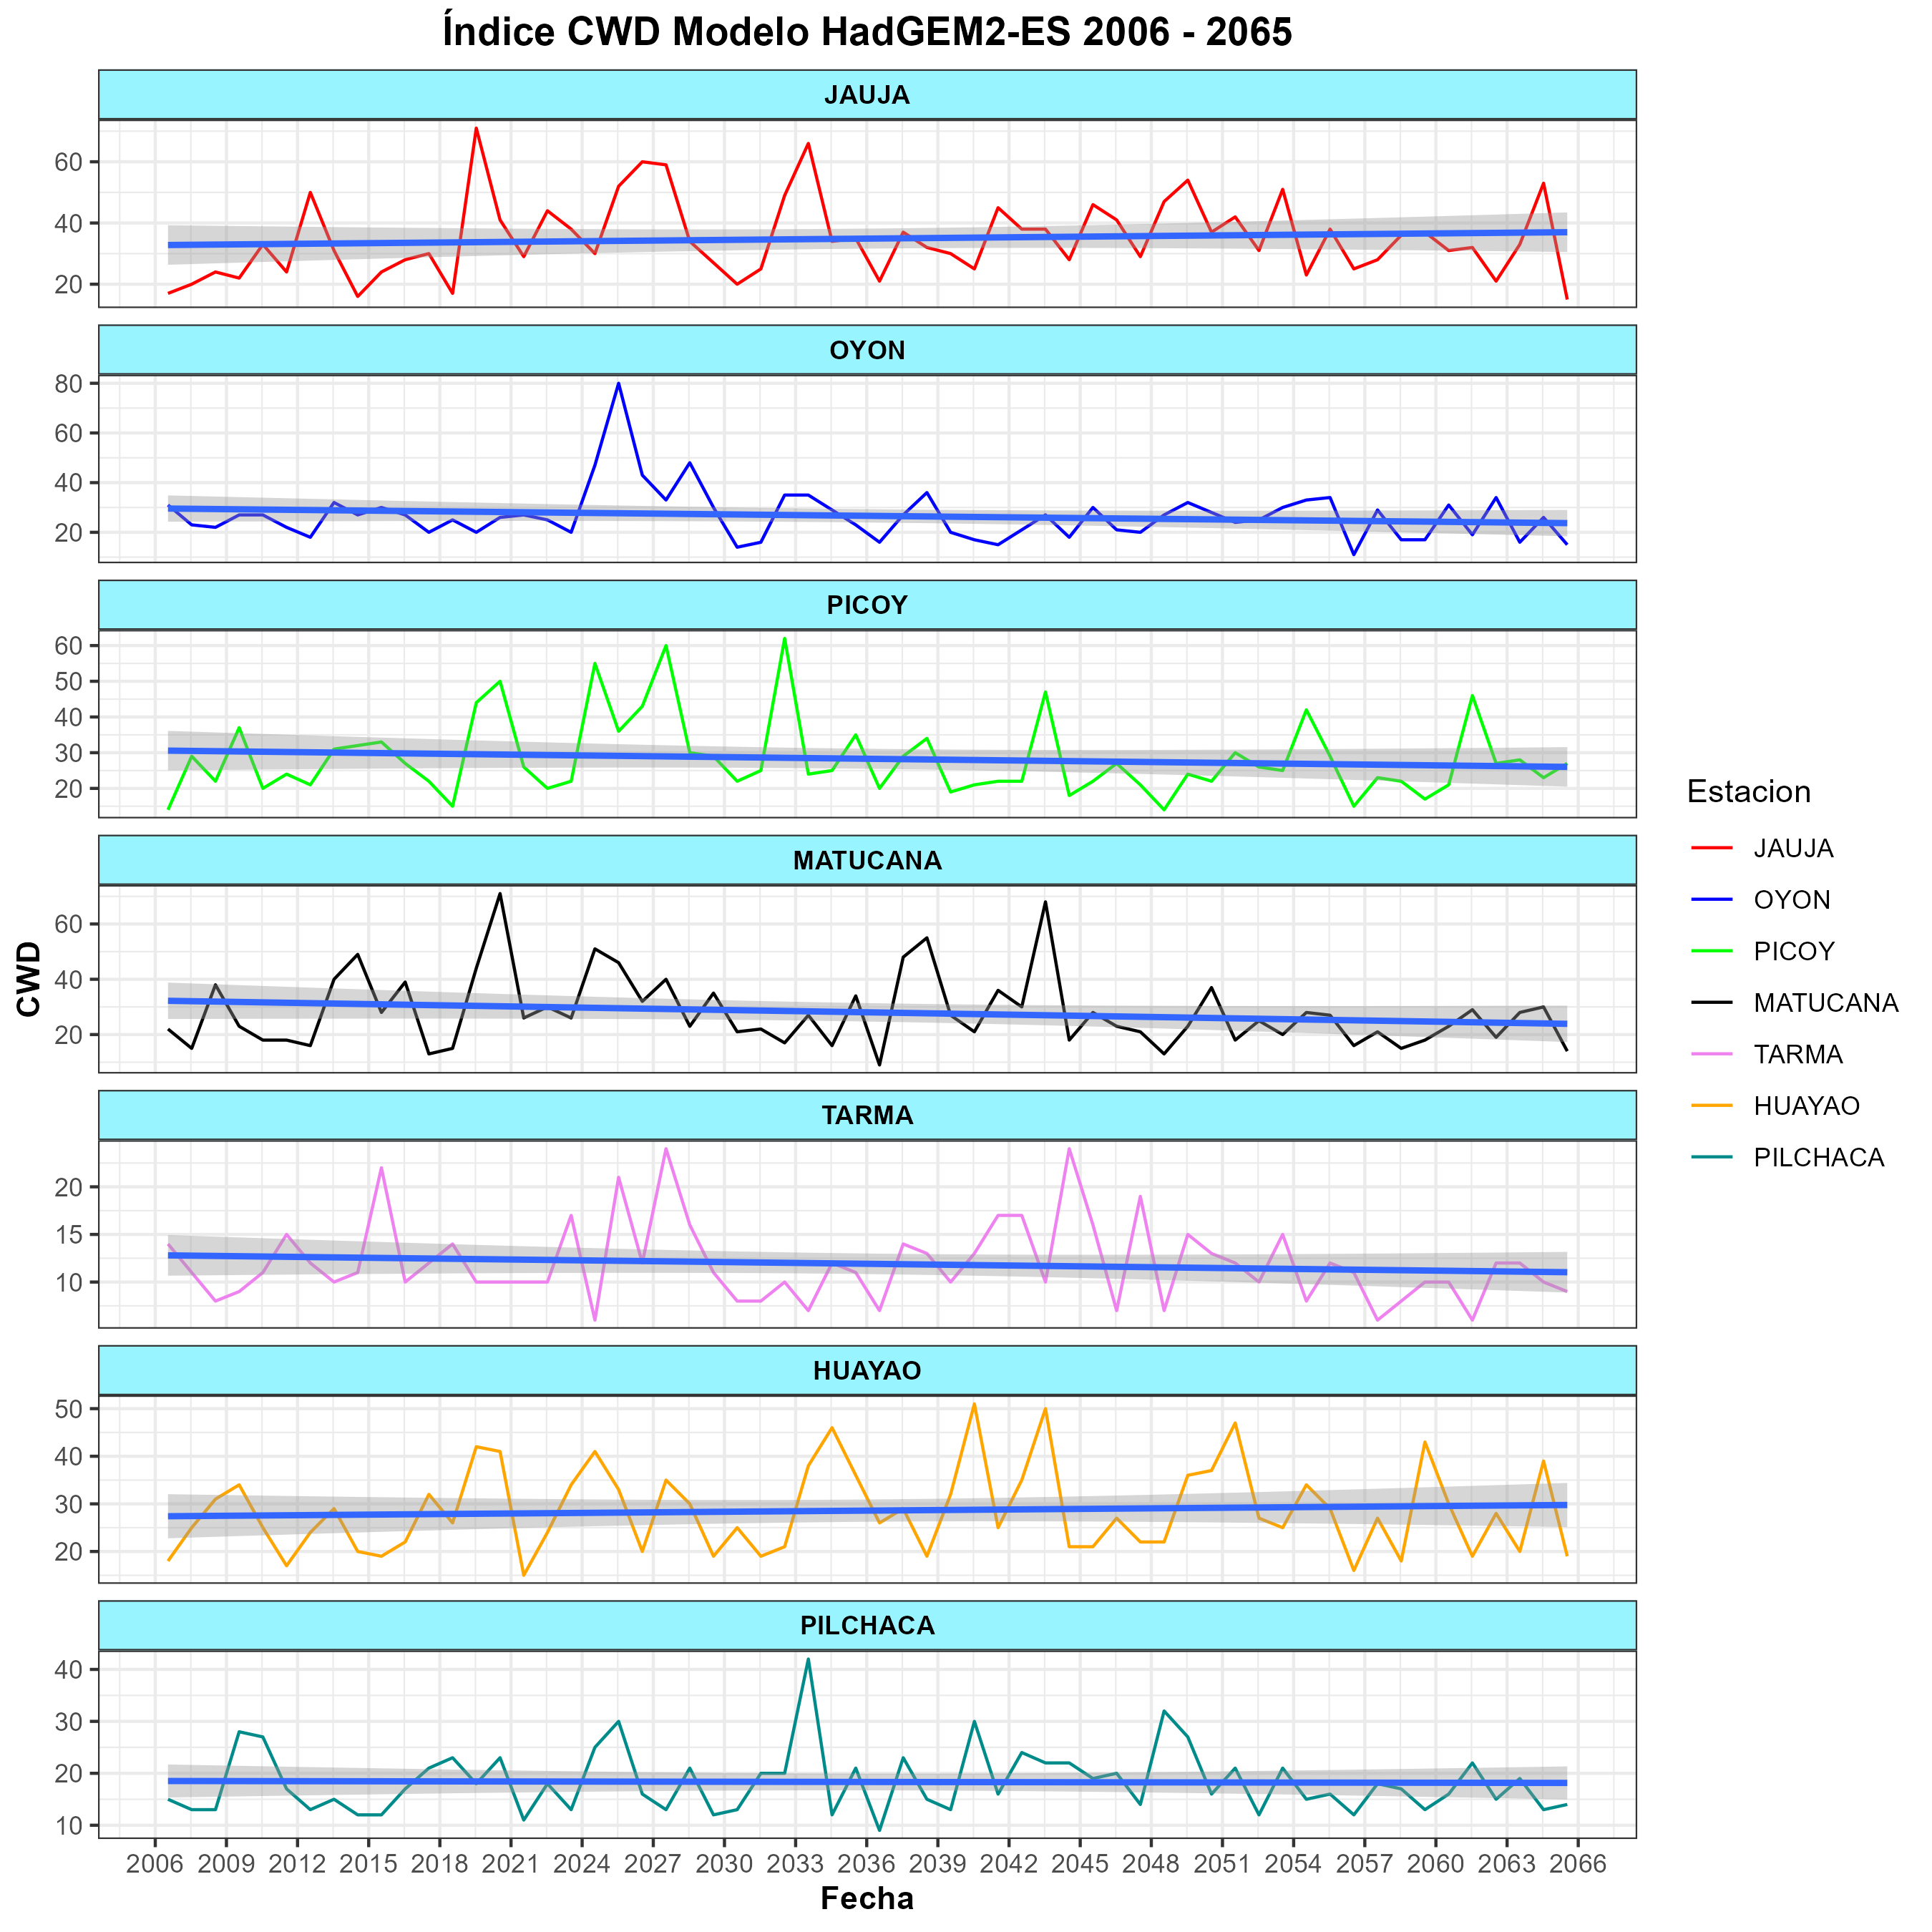 Índice CWD Modelo HadGEM2-ES 2006 - 2065
JAUJA
60
40
20
OYON
80
60
40
20
PICOY
60
50
40
30
20
MATUCANA
60
40
20
TARMA
20
15
10
HUAYAO
50
40
30
20
PILCHACA
40
30
20
10
2006 2009 2012 2015 2018 2021 2024 2027 2030 2033 2036 2039 2042 2045 2048 2051 2054 2057 2060 2063 2066
Fecha
CWD
Estacion
JAUJA
OYON
PICOY
MATUCANA
TARMA
HUAYAO
PILCHACA